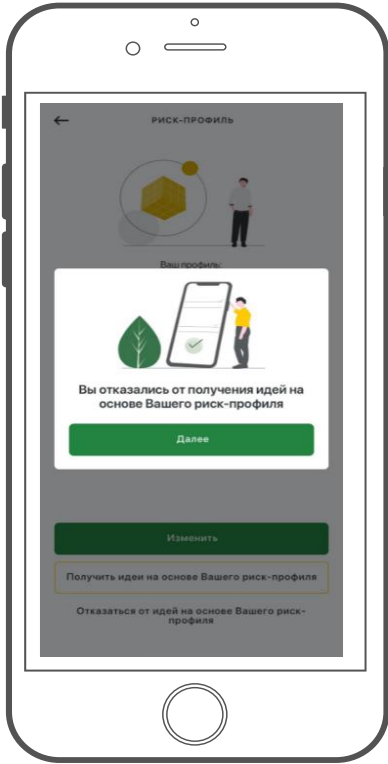 РИСК-ПРОФИЛЬ
Ваш профиль:
Вы отказались от получения идей на
основе Вашего риск-профиля
Далее
Изменить
Получить идеи на основе Вашего риск-профиля
Отказаться от идей на основе Вашего риск-
профиля